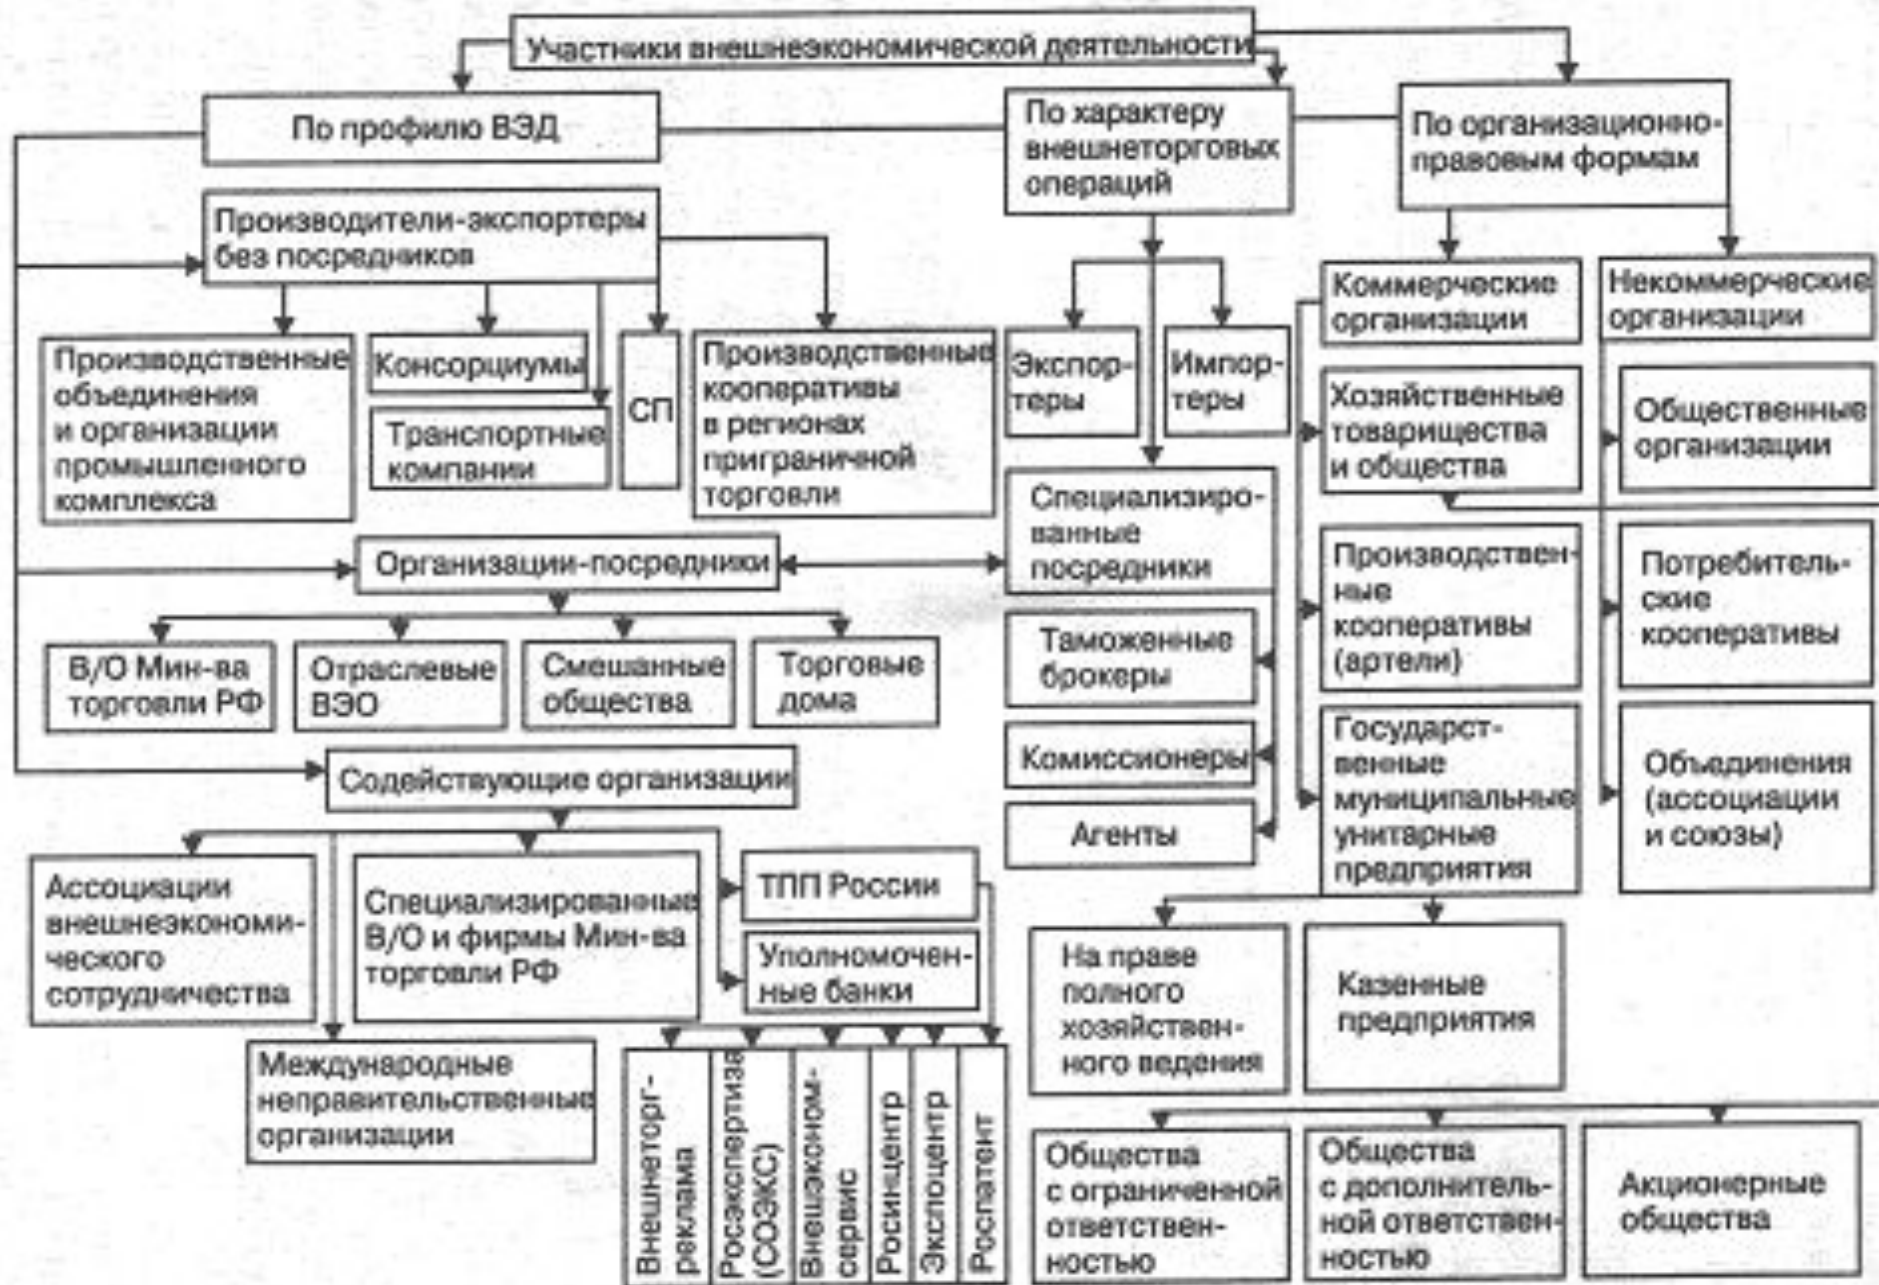 Участники внешнеэкономической деятельности
По профилю ВЭД
По характеру
внешнеторговых
операций
По организационно-
правовым формам
Производители-экспортеры
без посредников
Коммерческие
организации
Некоммерческие
организации
Производственные
объединения
и организации
промышленного
комплекса
Консорциумы
Транспортные
компании
СП
Производственные
кооперативы
в регионах
приграничной
торговли
Экспор-
теры
Импор-
теры
Хозяйственные
товарищества
и общества
Общественные
организации
Специализиро-
ванные
посредники
Организации-посредники
Производствен-
ные
кооперативы
(артели)
Потребитель-
ские
кооперативы
В/О Мин-ва
торговли РФ
Отраслевые
ВЭО
Смешанные
общества
Торговые
дома
Таможенные
брокеры
Комиссионеры
Агенты
Государст-
венные
муниципальные
унитарные
предприятия
Объединения
(ассоциации
и союзы)
Содействующие организации
Ассоциации
внешнеэкономи-
ческого
сотрудничества
Специализированные
В/О и фирмы Мин-ва
торговли РФ
ТПП России
Уполномочен-
ные банки
На праве
полного
хозяйствен-
ного ведения
Казенные
предприятия
Международные
неправительственные
организации
Внешнеторг-
реклама
Росэкспертиза
(СОЭКС)
Внешэконом-
сервис
Росинцентр
Экспоцентр
Роспатент
Общества
с ограниченной
ответствен-
ностью
Общества
с дополнитель-
ной ответствен-
ностью
Акционерные
общества